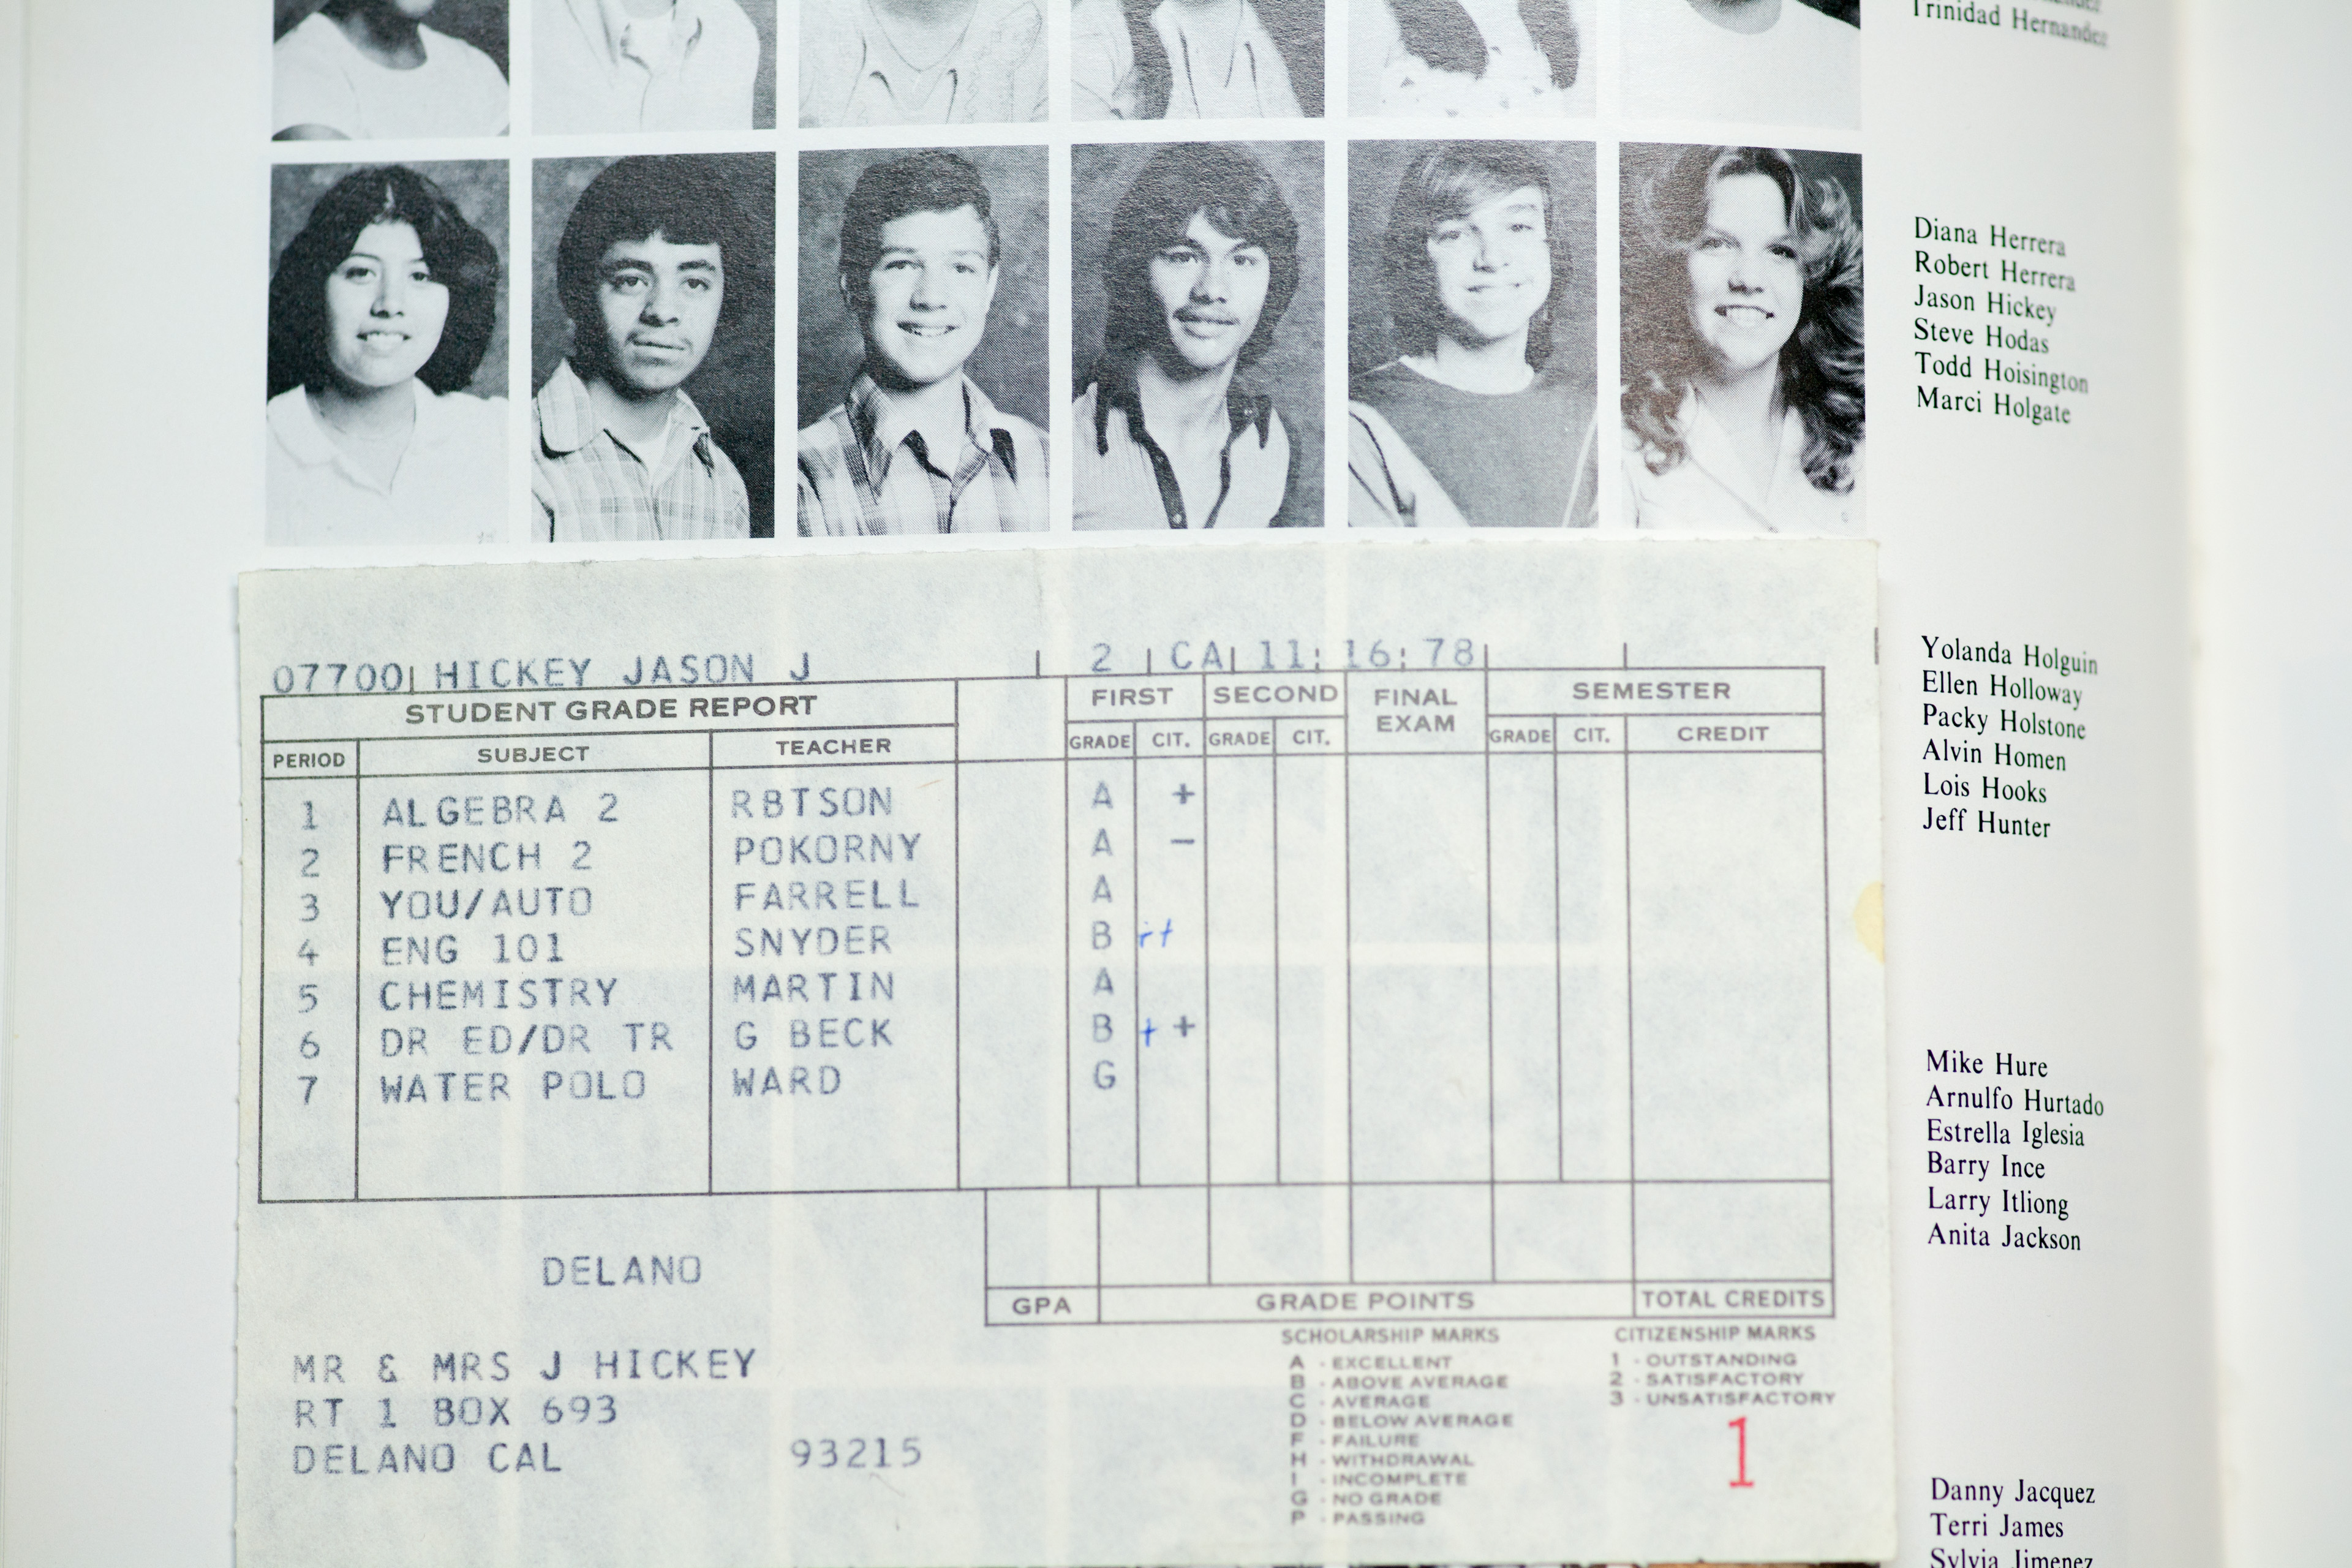 Trinidad Hernandez
Diana Herrera
Robert Herrera
Jason Hickey
Steve Hodas
Todd Hoisington
Marci Holgate
07700 HICKEY JASON J 2 CA 11: 16: 78
STUDENT GRADE REPORT FIRST SECOND FINAL EXAM SEMESTER
PERIOD SUBJECT TEACHER GRADE CIT. GRADE CIT. GRADE CIT. CREDIT
1 ALGEBRA 2 RBTSON A +
2 FRENCH 2 POKORNY A -
3 YOU/AUTO FARRELL A
4 ENG 101 SNYDER B ++
5 CHEMISTRY MARTIN A
6 DR ED/DR TR G BECK B + +
7 WATER POLO WARD G
DELANO
GPA GRADE POINTS TOTAL CREDITS
MR & MRS J HICKEY
RT 1 BOX 693
DELANO CAL 93215
SCHOLARSHIP MARKS
A - EXCELLENT
B - ABOVE AVERAGE
C - AVERAGE
D - BELOW AVERAGE
F - FAILURE
H - WITHDRAWAL
I - INCOMPLETE
G - NO GRADE
P - PASSING
CITIZENSHIP MARKS
1 - OUTSTANDING
2 - SATISFACTORY
3 - UNSATISFACTORY
1
Yolanda Holguin
Ellen Holloway
Packy Holstone
Alvin Homen
Lois Hooks
Jeff Hunter
Mike Hure
Arnulfo Hurtado
Estrella Iglesia
Barry Ince
Larry Itliong
Anita Jackson
Danny Jacquez
Terri James
Sylvia Jimenez